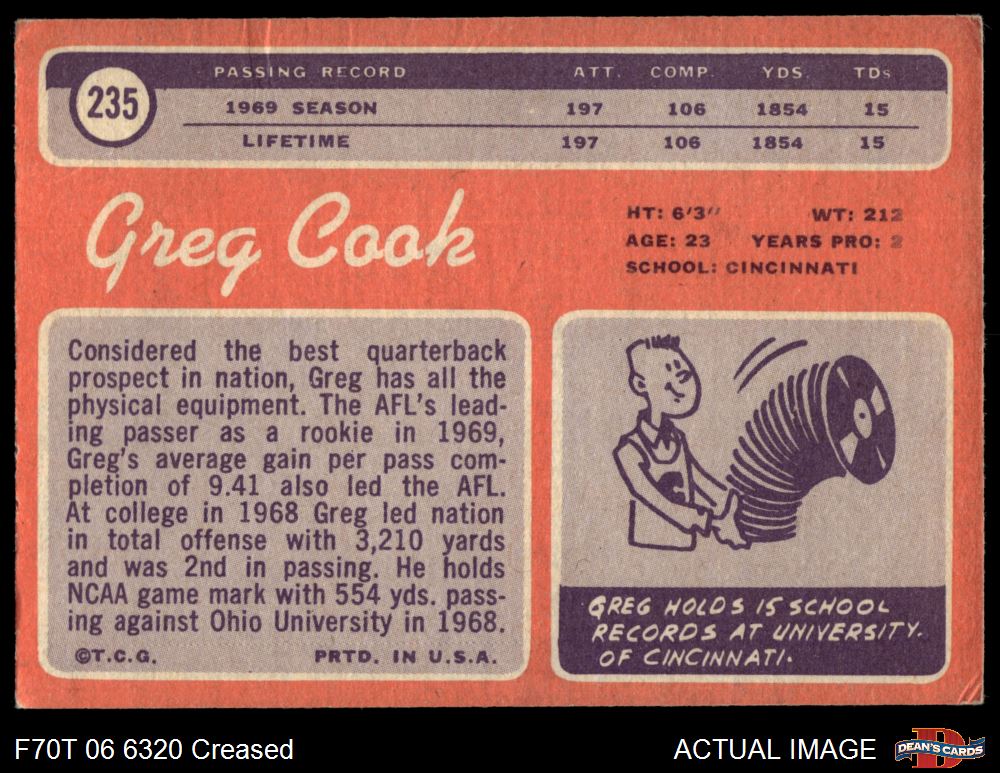 235
PASSING RECORD ATT. COMP. YDS. TDs
1969 SEASON 197 106 1854 15
LIFETIME 197 106 1854 15
Greg Cook
HT: 6'3" WT: 212
AGE: 23 YEARS PRO: 2
SCHOOL: CINCINNATI
Considered the best quarterback
prospect in nation, Greg has all the
physical equipment. The AFL's lead-
ing passer as a rookie in 1969,
Greg's average gain per pass com-
pletion of 9.41 also led the AFL.
At college in 1968 Greg led nation
in total offense with 3,210 yards
and was 2nd in passing. He holds
NCAA game mark with 554 yds. pass-
ing against Ohio University in 1968.
©T.C.G. PRTD. IN U.S.A.
C
GREG HOLDS 15 SCHOOL
RECORDS AT UNIVERSITY.
OF CINCINNATI.
F70T 06 6320 Creased
ACTUAL IMAGE
D
DEAN'S CARDS